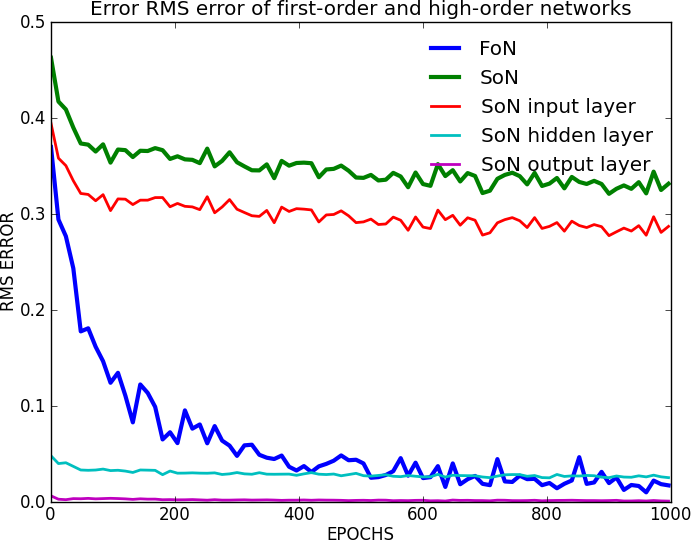 Error RMS error of first-order and high-order networks
0.5
0.4
0.3
0.2
0.1
0.0
RMS ERROR
FoN
SoN
SoN input layer
SoN hidden layer
SoN output layer
0 200 400 600 800 1000
EPOCHS